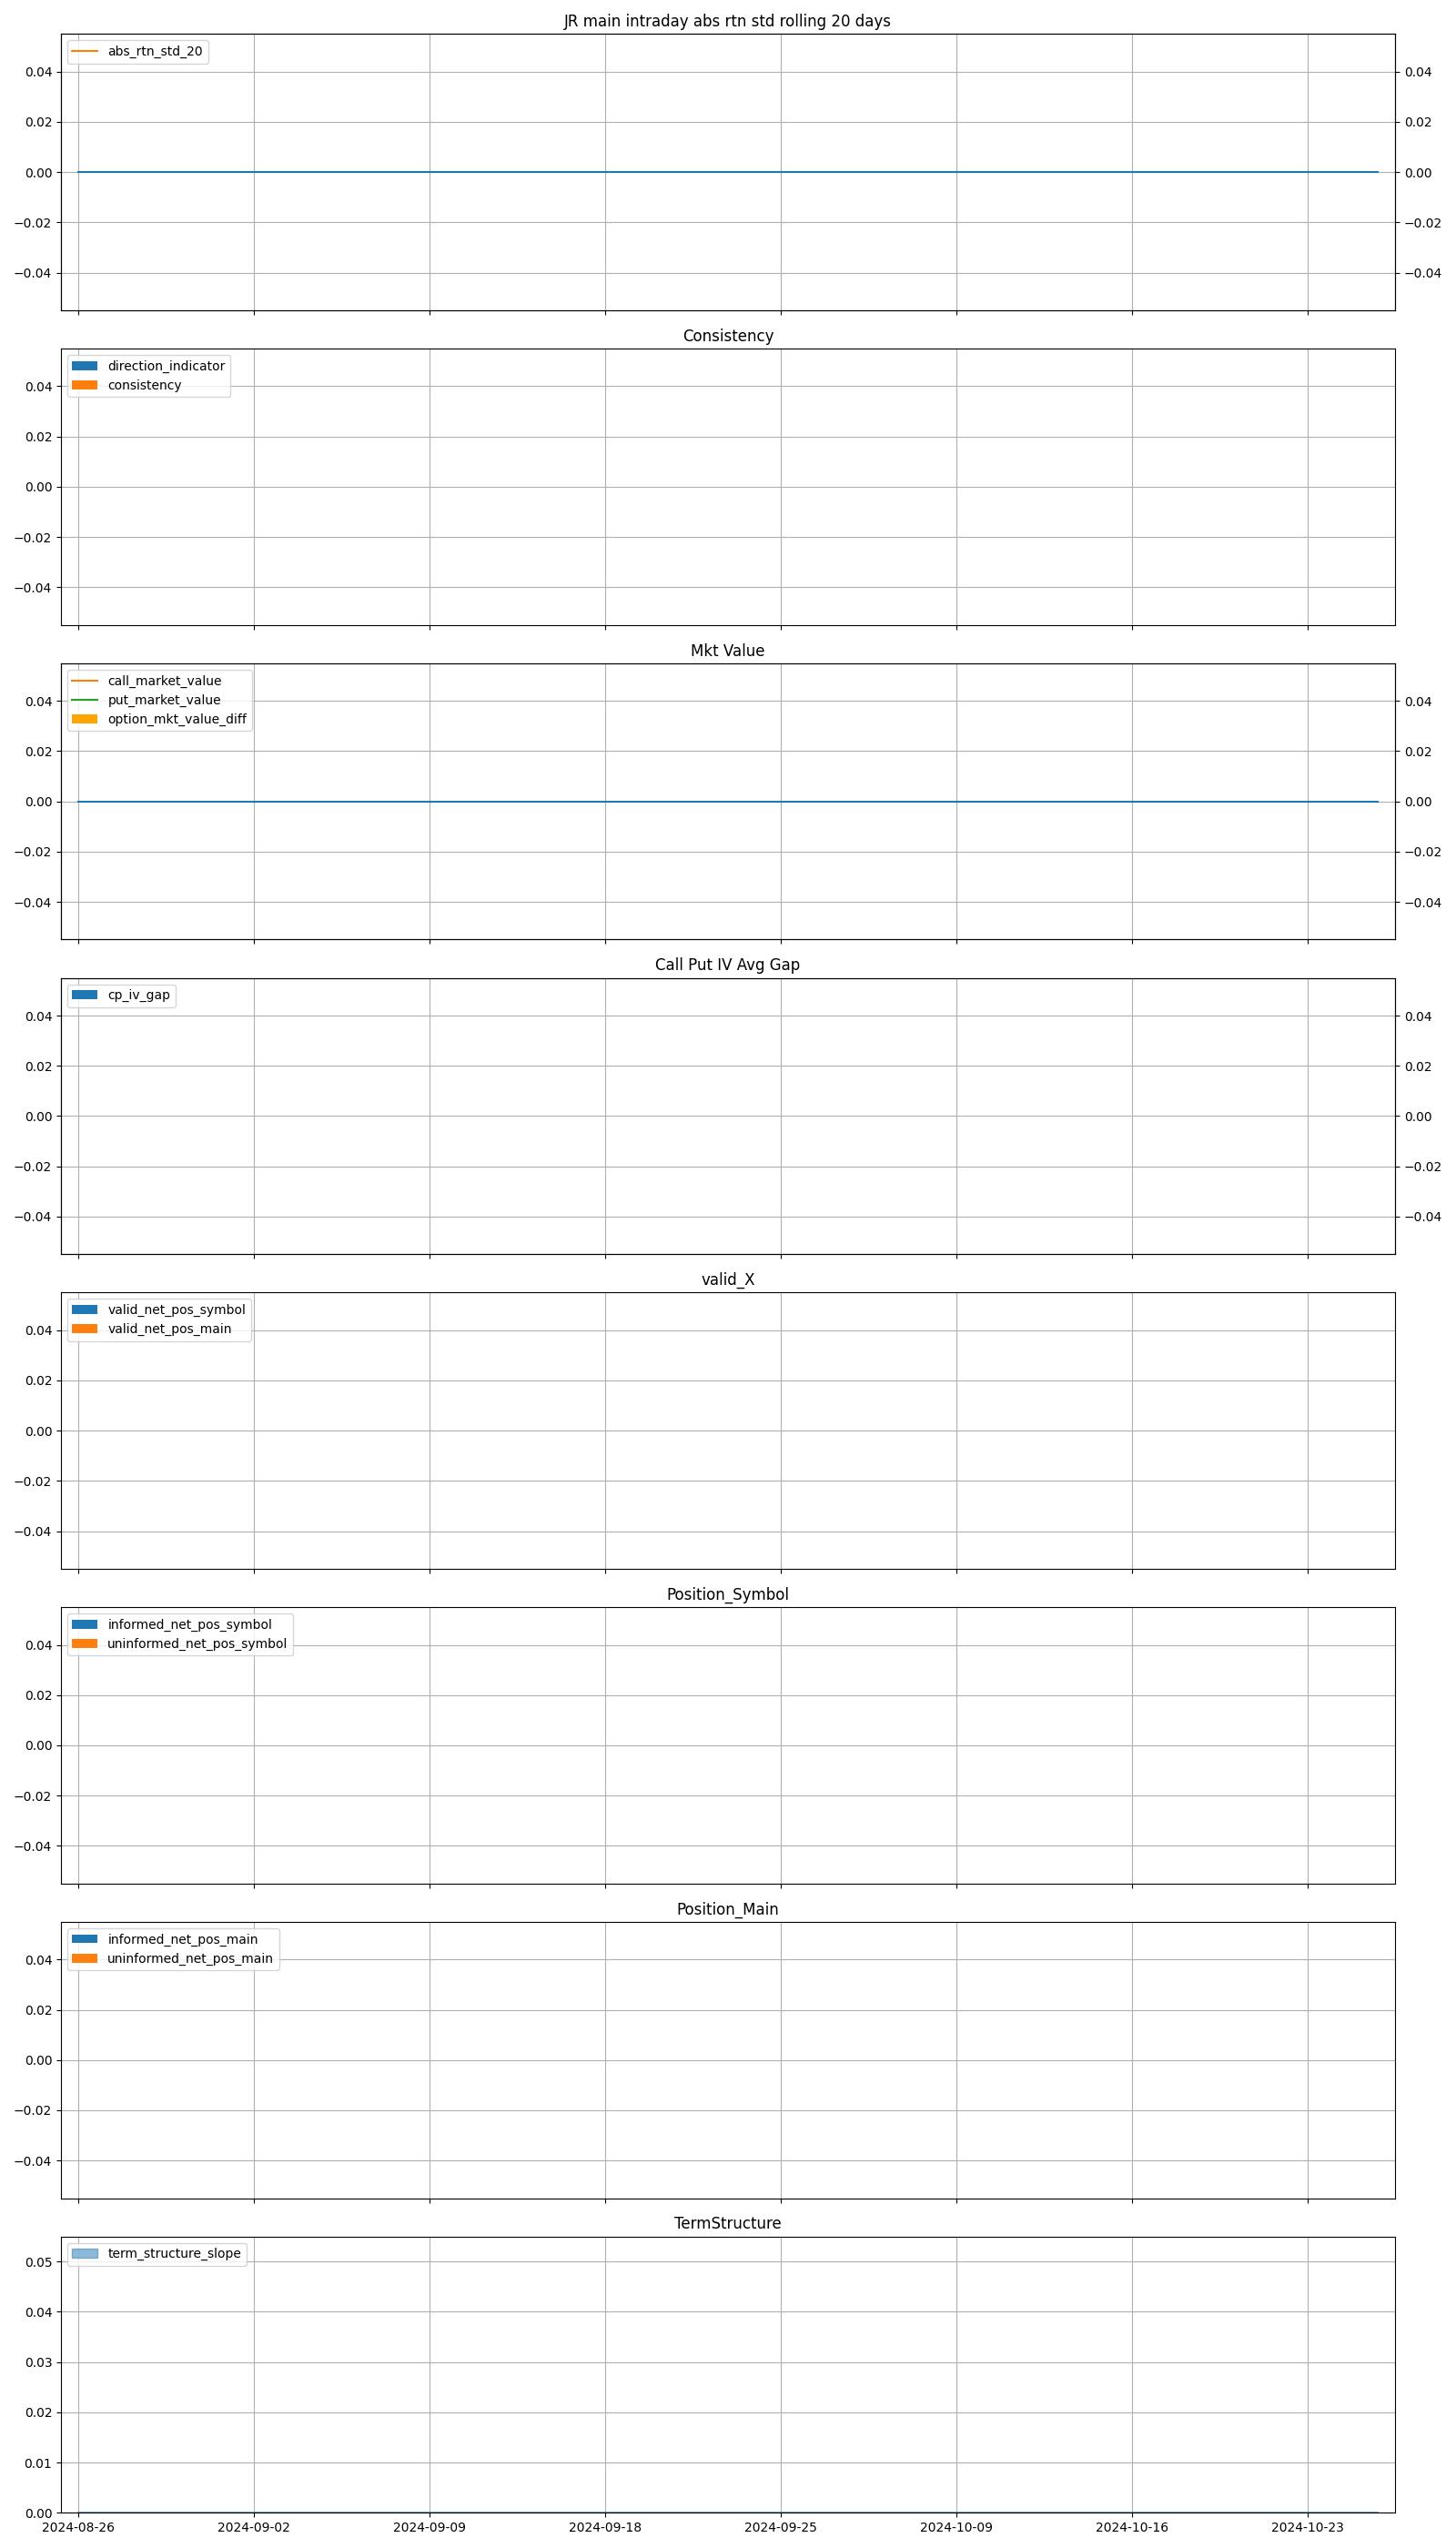 JR main intraday abs rtn std rolling 20 days
abs_rtn_std_20
0.04 0.04
0.02 0.02
0.00 0.00
−0.02 −0.02
−0.04 −0.04
Consistency
direction_indicator
consistency
0.04
0.02
0.00
−0.02
−0.04
Mkt Value
call_market_value
put_market_value
option_mkt_value_diff
0.04 0.04
0.02 0.02
0.00 0.00
−0.02 −0.02
−0.04 −0.04
Call Put IV Avg Gap
cp_iv_gap
0.04 0.04
0.02 0.02
0.00 0.00
−0.02 −0.02
−0.04 −0.04
valid_X
valid_net_pos_symbol
valid_net_pos_main
0.04
0.02
0.00
−0.02
−0.04
Position_Symbol
informed_net_pos_symbol
uninformed_net_pos_symbol
0.04
0.02
0.00
−0.02
−0.04
Position_Main
informed_net_pos_main
uninformed_net_pos_main
0.04
0.02
0.00
−0.02
−0.04
TermStructure
term_structure_slope
0.05
0.04
0.03
0.02
0.01
0.00
2024-08-26 2024-09-02 2024-09-09 2024-09-18 2024-09-25 2024-10-09 2024-10-16 2024-10-23